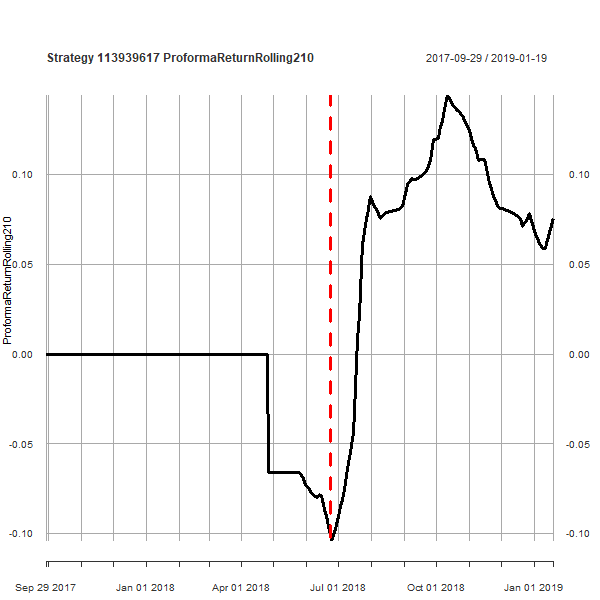 Strategy 113939617 ProformaReturnRolling210
2017-09-29 / 2019-01-19
ProformaReturnRolling210
0.10
0.05
0.00
-0.05
-0.10
0.10
0.05
0.00
-0.05
-0.10
Sep 29 2017
Jan 01 2018
Apr 01 2018
Jul 01 2018
Oct 01 2018
Jan 01 2019